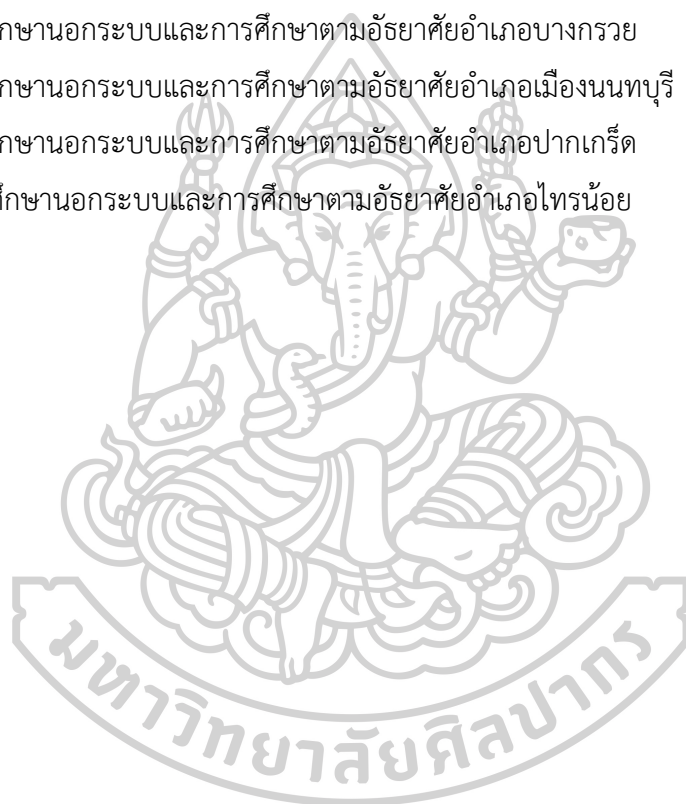 กษานอกระบบและการศึกษาตามอัธยาศัยอำเภอบางกรวย
กษานอกระบบและการศึกษาตามอัธยาศัยอำเภอเมืองนนทบุรี
กษานอกระบบและการศึกษาตามอัธยาศัยอำเภอปากเกร็ด
ศึกษานอกระบบและการศึกษาตามอัธยาศัยอำเภอไทรน้อย
มหาวิทยาลัยศิลปากร